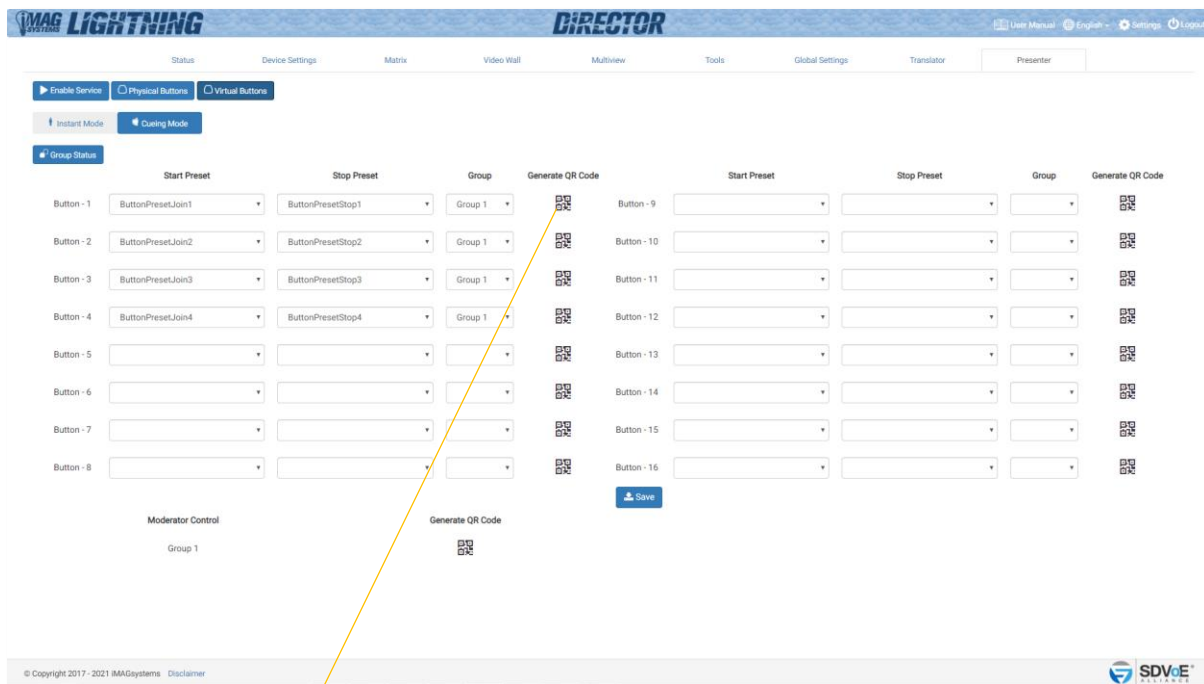 iMAG SYSTEMS LIGHTNING DiRECTOR User Manual English Settings Logout
Status Device Settings Matrix Video Wall Multiview Tools Global Settings Translator Presenter
Enable Service Physical Buttons Virtual Buttons
Instant Mode Cueing Mode
Group Status
Start Preset Stop Preset Group Generate QR Code Start Preset Stop Preset Group Generate QR Code
Button - 1 ButtonPresetJoin1 ButtonPresetStop1 Group 1 Button - 9
Button - 2 ButtonPresetJoin2 ButtonPresetStop2 Group 1 Button - 10
Button - 3 ButtonPresetJoin3 ButtonPresetStop3 Group 1 Button - 11
Button - 4 ButtonPresetJoin4 ButtonPresetStop4 Group 1 Button - 12
Button - 5 Button - 13
Button - 6 Button - 14
Button - 7 Button - 15
Button - 8 Button - 16
Save
Moderator Control Generate QR Code
Group 1
© Copyright 2017 - 2021 iMAGsystems Disclaimer SDVoE
ALLIANCE